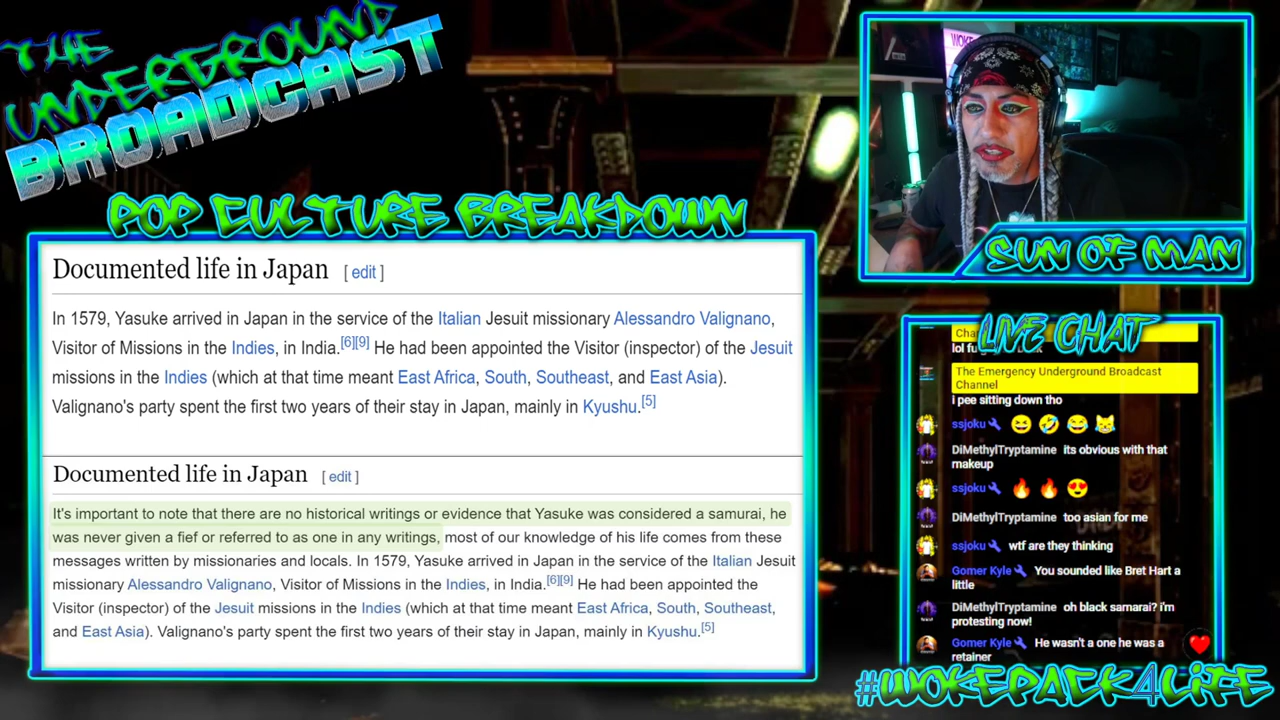 THE
UNDERGROUND
BROADCAST
POP CULTURE BREAKDOWN
Documented life in Japan [ edit ]
In 1579, Yasuke arrived in Japan in the service of the Italian Jesuit missionary Alessandro Valignano,
Visitor of Missions in the Indies, in India.[6][9] He had been appointed the Visitor (inspector) of the Jesuit
missions in the Indies (which at that time meant East Africa, South, Southeast, and East Asia).
Valignano's party spent the first two years of their stay in Japan, mainly in Kyushu.[5]
Documented life in Japan [ edit ]
It's important to note that there are no historical writings or evidence that Yasuke was considered a samurai, he
was never given a fief or referred to as one in any writings, most of our knowledge of his life comes from these
messages written by missionaries and locals. In 1579, Yasuke arrived in Japan in the service of the Italian Jesuit
missionary Alessandro Valignano, Visitor of Missions in the Indies, in India.[6][9] He had been appointed the
Visitor (inspector) of the Jesuit missions in the Indies (which at that time meant East Africa, South, Southeast,
and East Asia). Valignano's party spent the first two years of their stay in Japan, mainly in Kyushu.[5]
WOKE
SUN OF MAN
LIVE CHAT
lol
The Emergency Underground Broadcast
Channel
i pee sitting down tho
ssjoku
DiMethylTryptamine its obvious with that
makeup
ssjoku
DiMethylTryptamine too asian for me
ssjoku wtf are they thinking
Gomer Kyle You sounded like Bret Hart a
little
DiMethylTryptamine oh black samarai? i'm
protesting now!
Gomer Kyle He wasn't a one he was a
retainer
#WOKEPACK4LIFE